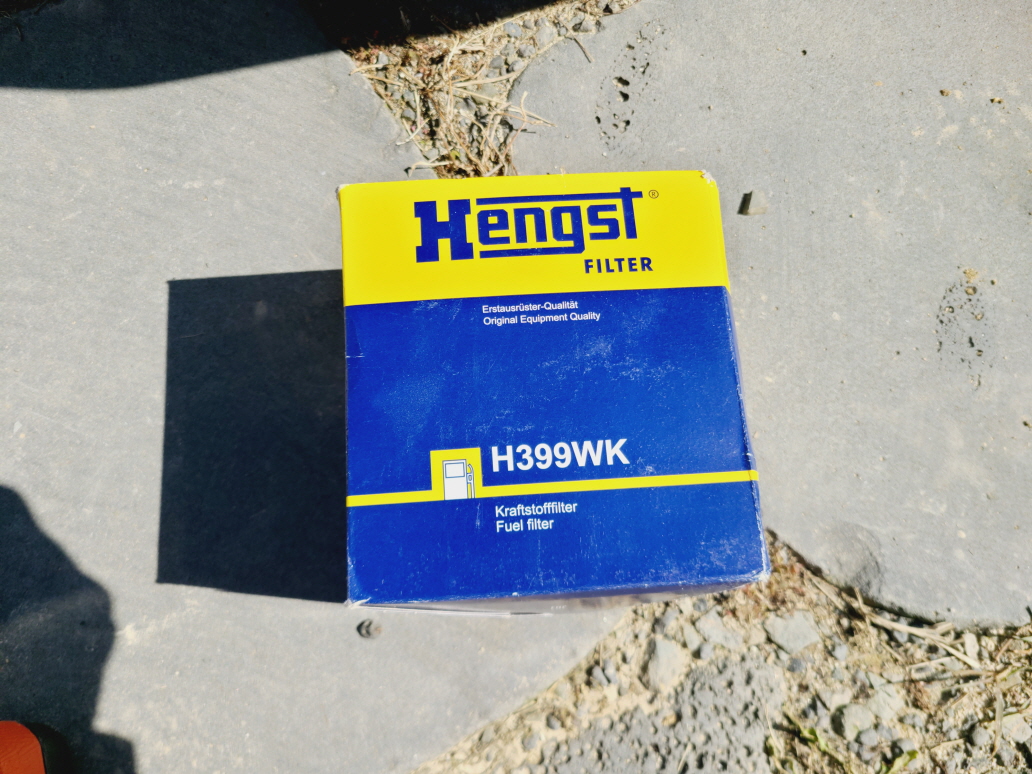 Hengst®
FILTER
Erstausrüster-Qualität
Original Equipment Quality
H399WK
Kraftstofffilter
Fuel filter